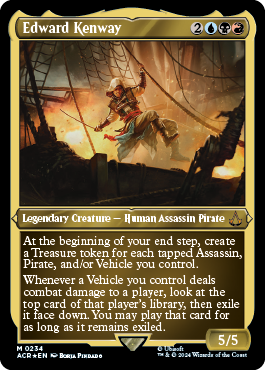 Edward Kenway 2
Legendary Creature — Human Assassin Pirate
At the beginning of your end step, create
a Treasure token for each tapped Assassin,
Pirate, and/or Vehicle you control.
Whenever a Vehicle you control deals
combat damage to a player, look at the
top card of that player's library, then exile
it face down. You may play that card for
as long as it remains exiled.
5/5
M 0234
ACR★EN Borja Pindado
© Ubisoft
™ & © 2024 Wizards of the Coast